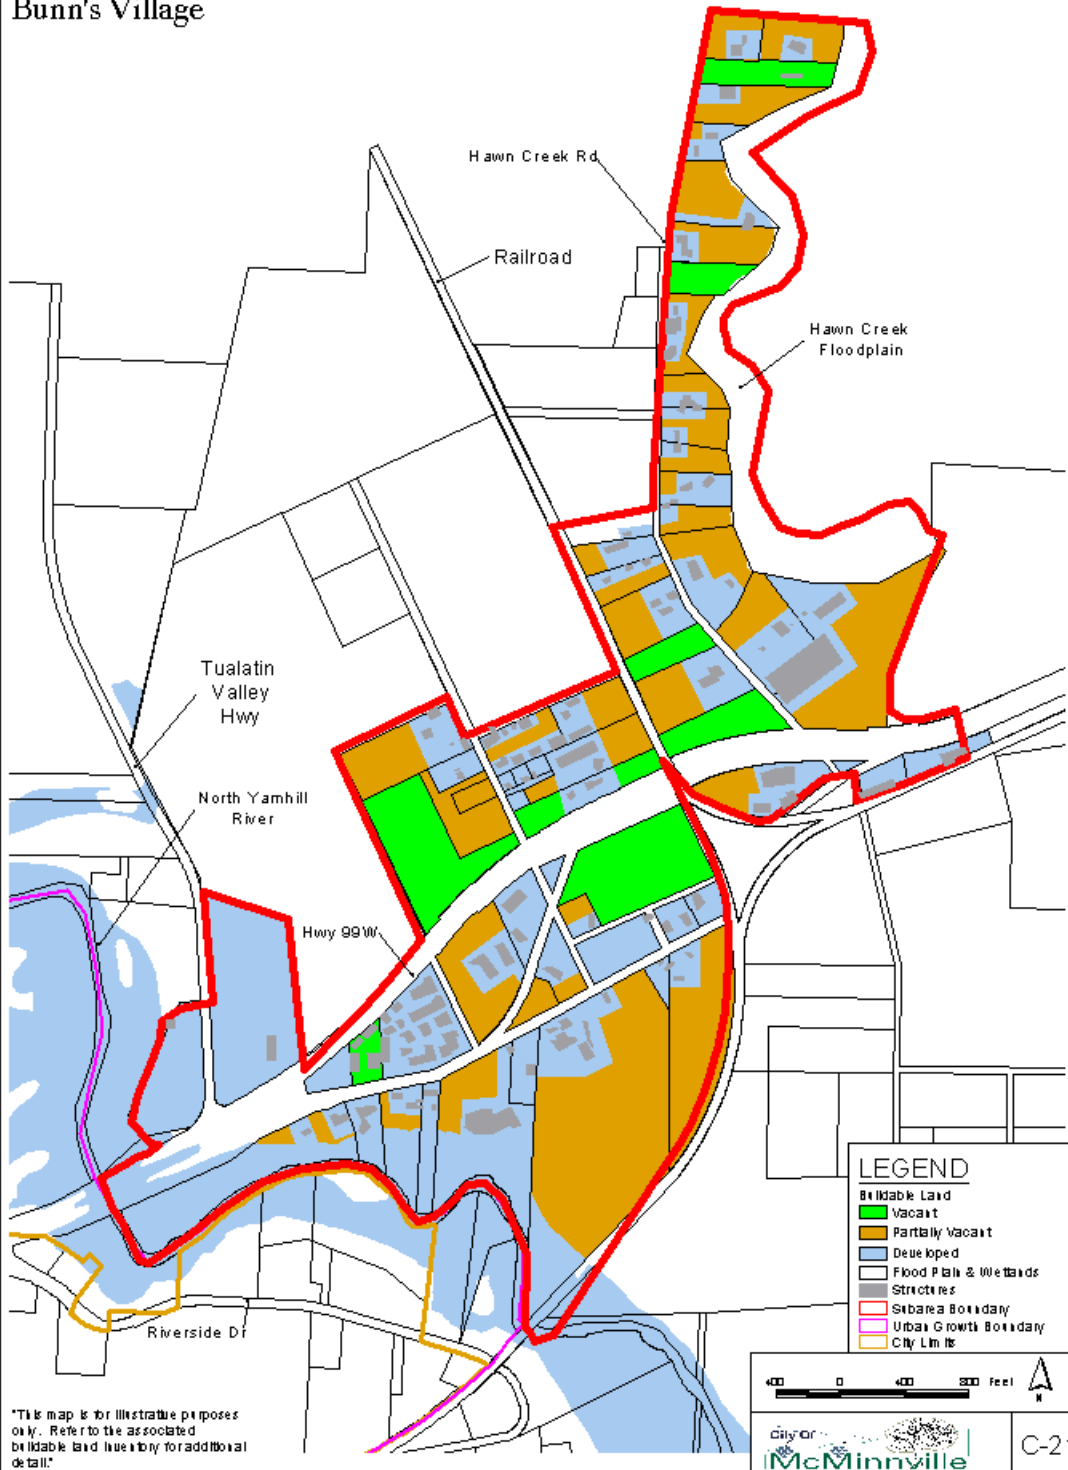 Bunn's Village
Hawn Creek Rd
Railroad
Hawn Creek
Floodplain
Tualatin
Valley
Hwy
North Yamhill
River
Hwy 99W
Riverside Dr
LEGEND
Buildable Land
Vacant
Partially Vacant
Developed
Flood Plain & Wetlands
Structures
Subarea Boundary
Urban Growth Boundary
City Limits
400 0 400 800 Feet
N
"This map is for illustrative purposes
only. Refer to the associated
buildable land inventory for additional
detail."
City Of
McMinnville